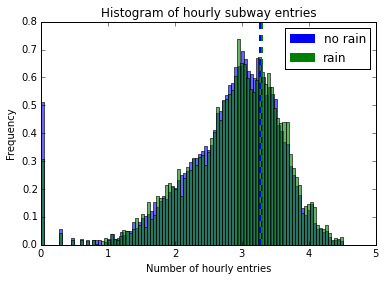 Histogram of hourly subway entries
0.8
0.7
0.6
0.5
0.4
0.3
0.2
0.1
0.0
Frequency
no rain
rain
0 1 2 3 4 5
Number of hourly entries